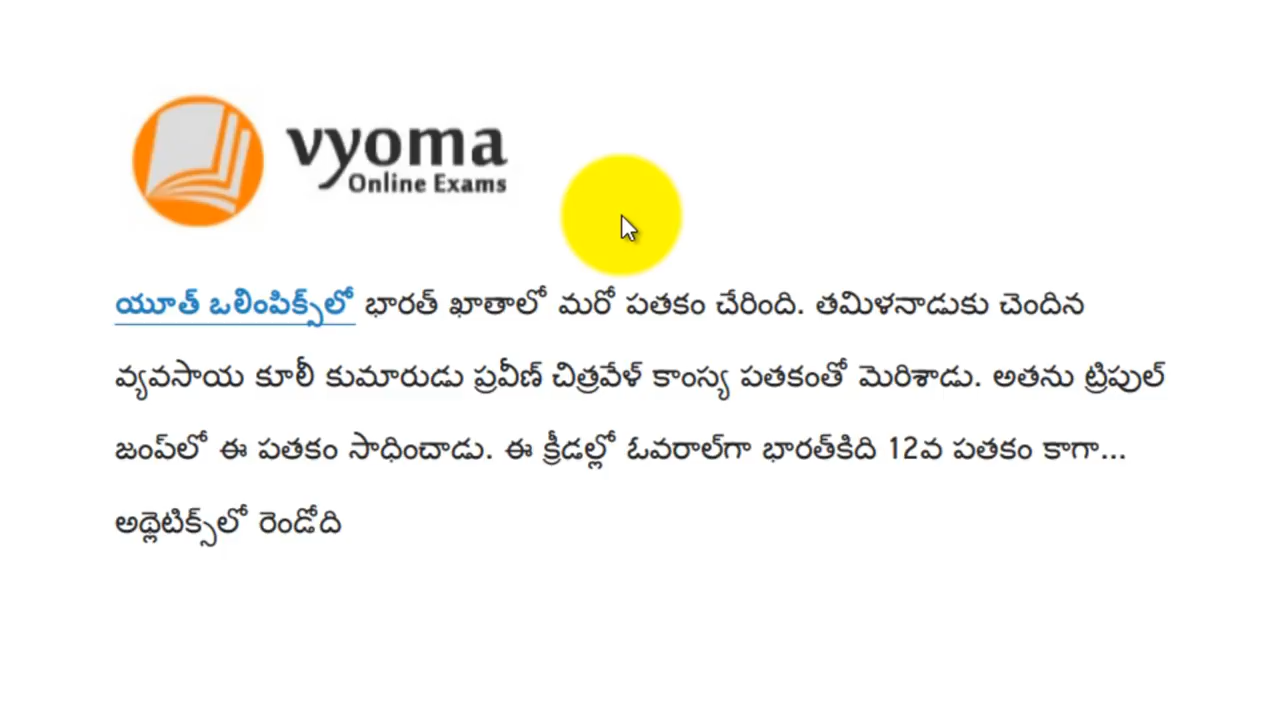 vyoma
Online Exams
యూత్ ఒలింపిక్స్‌లో భారత్ ఖాతాలో మరో పతకం చేరింది. తమిళనాడుకు చెందిన
వ్యవసాయ కూలీ కుమారుడు ప్రవీణ్ చిత్రవేళ్ కాంస్య పతకంతో మెరిశాడు. అతను ట్రిపుల్
జంప్‌లో ఈ పతకం సాధించాడు. ఈ క్రీడల్లో ఓవరాల్‌గా భారత్‌కిది 12వ పతకం కాగా...
అథ్లెటిక్స్‌లో రెండోది